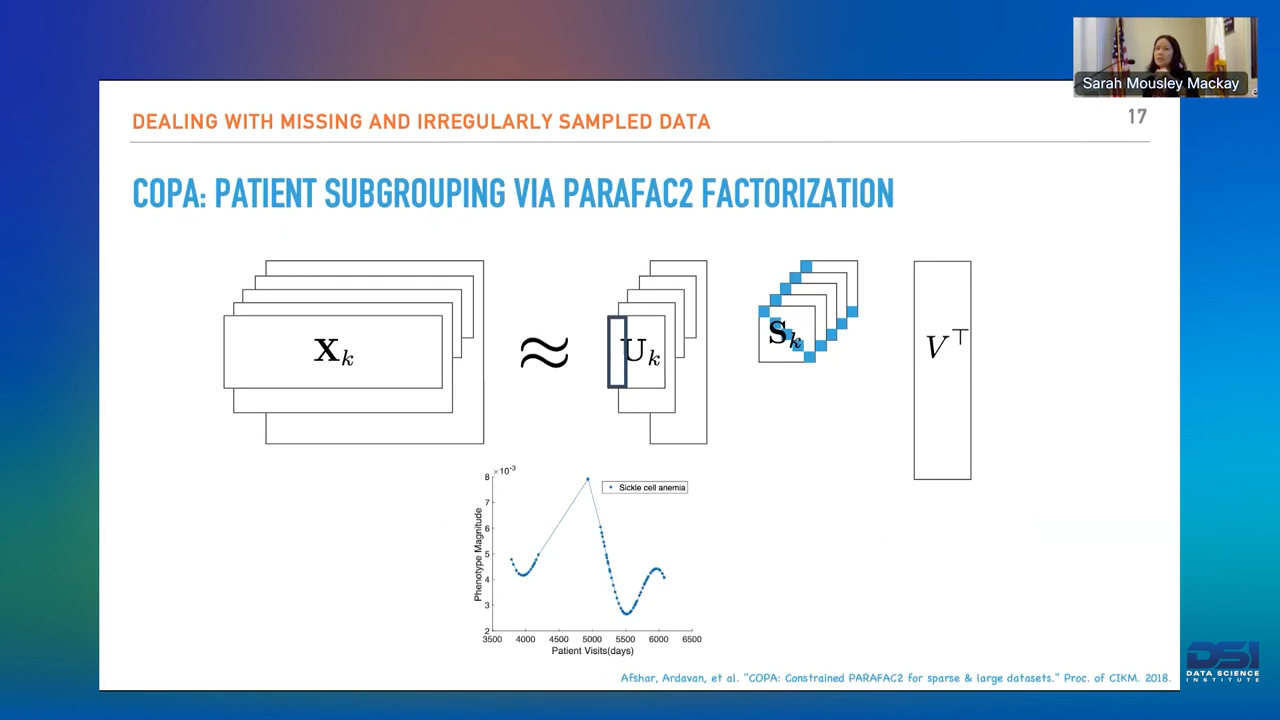 Sarah Mousley Mackay
DEALING WITH MISSING AND IRREGULARLY SAMPLED DATA
17
COPA: PATIENT SUBGROUPING VIA PARAFAC2 FACTORIZATION
Xk ≈ Uk Sk V⊤
×10⁻³
Sickle cell anemia
8
7
6
5
4
3
2
Phenotype Magnitude
3500 4000 4500 5000 5500 6000 6500
Patient Visits(days)
Afshar, Ardavan, et al. "COPA: Constrained PARAFAC2 for sparse & large datasets." Proc. of CIKM. 2018.
DSI
DATA SCIENCE
INSTITUTE